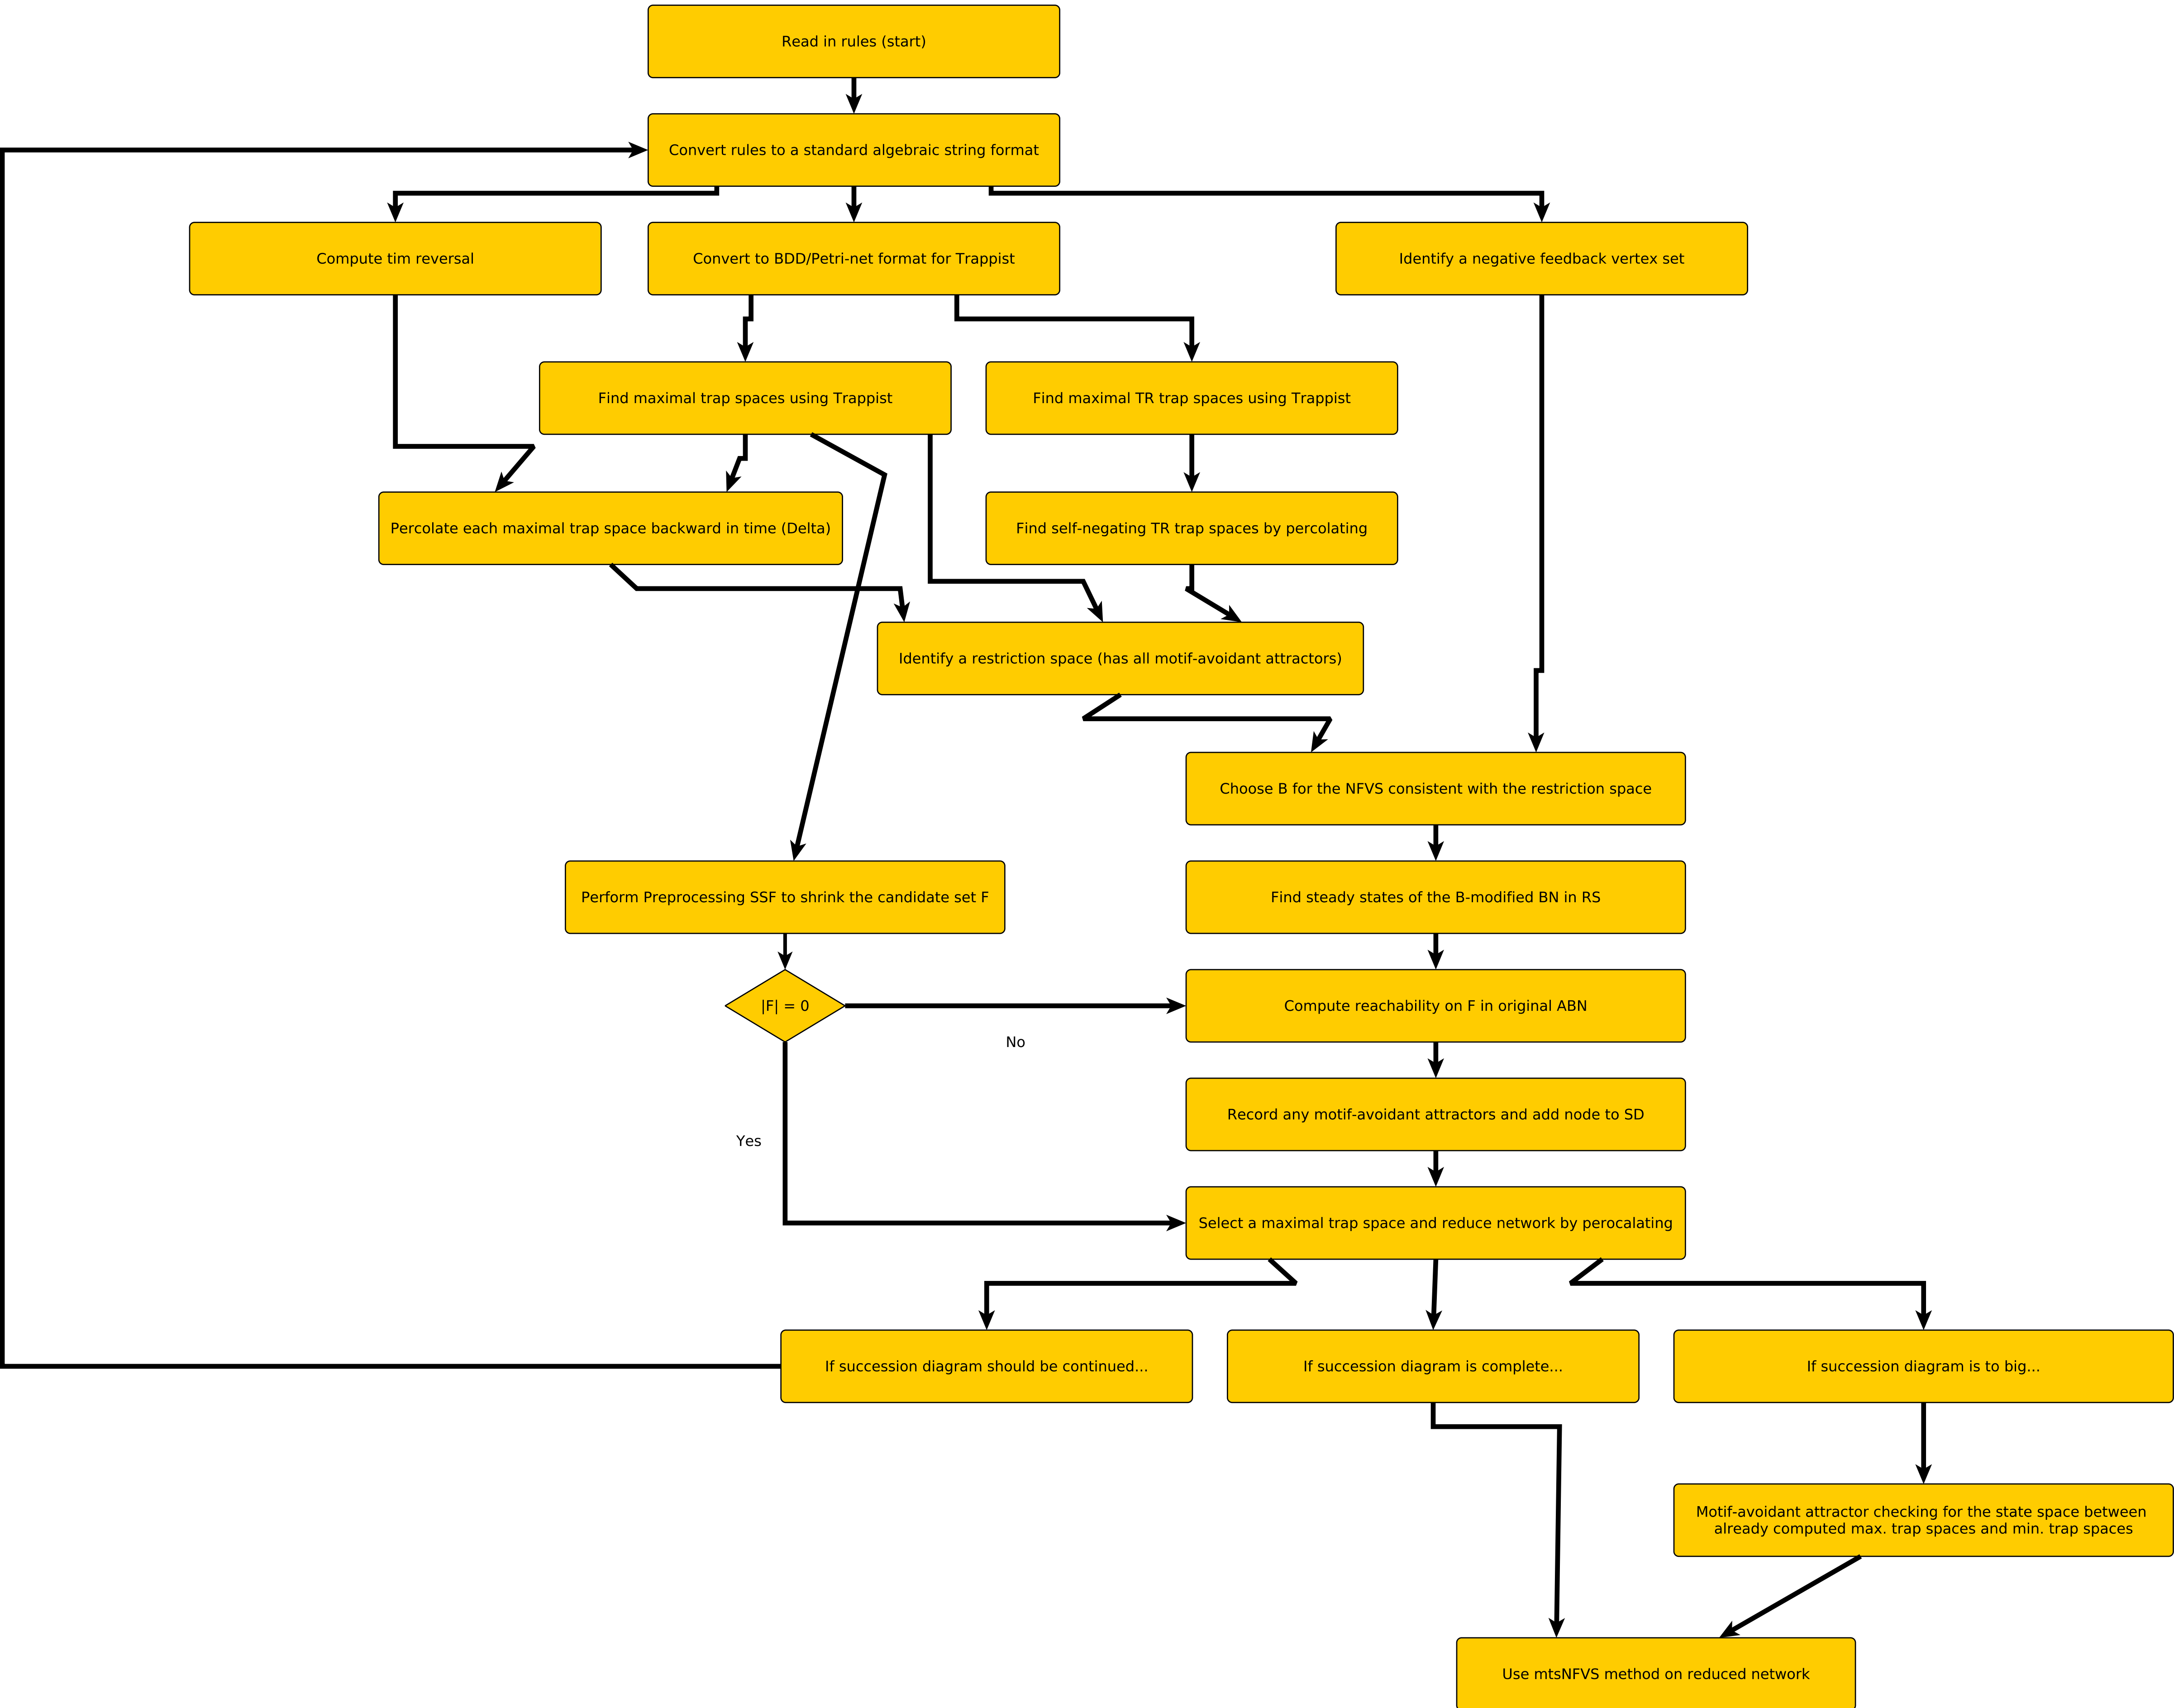 Read in rules (start)
Convert rules to a standard algebraic string format
Compute tim reversal
Convert to BDD/Petri-net format for Trappist
Identify a negative feedback vertex set
Find maximal trap spaces using Trappist
Find maximal TR trap spaces using Trappist
Percolate each maximal trap space backward in time (Delta)
Find self-negating TR trap spaces by percolating
Identify a restriction space (has all motif-avoidant attractors)
Choose B for the NFVS consistent with the restriction space
Perform Preprocessing SSF to shrink the candidate set F
Find steady states of the B-modified BN in RS
|F| = 0
No
Compute reachability on F in original ABN
Record any motif-avoidant attractors and add node to SD
Yes
Select a maximal trap space and reduce network by perocalating
If succession diagram should be continued...
If succession diagram is complete...
If succession diagram is to big...
Motif-avoidant attractor checking for the state space between
already computed max. trap spaces and min. trap spaces
Use mtsNFVS method on reduced network